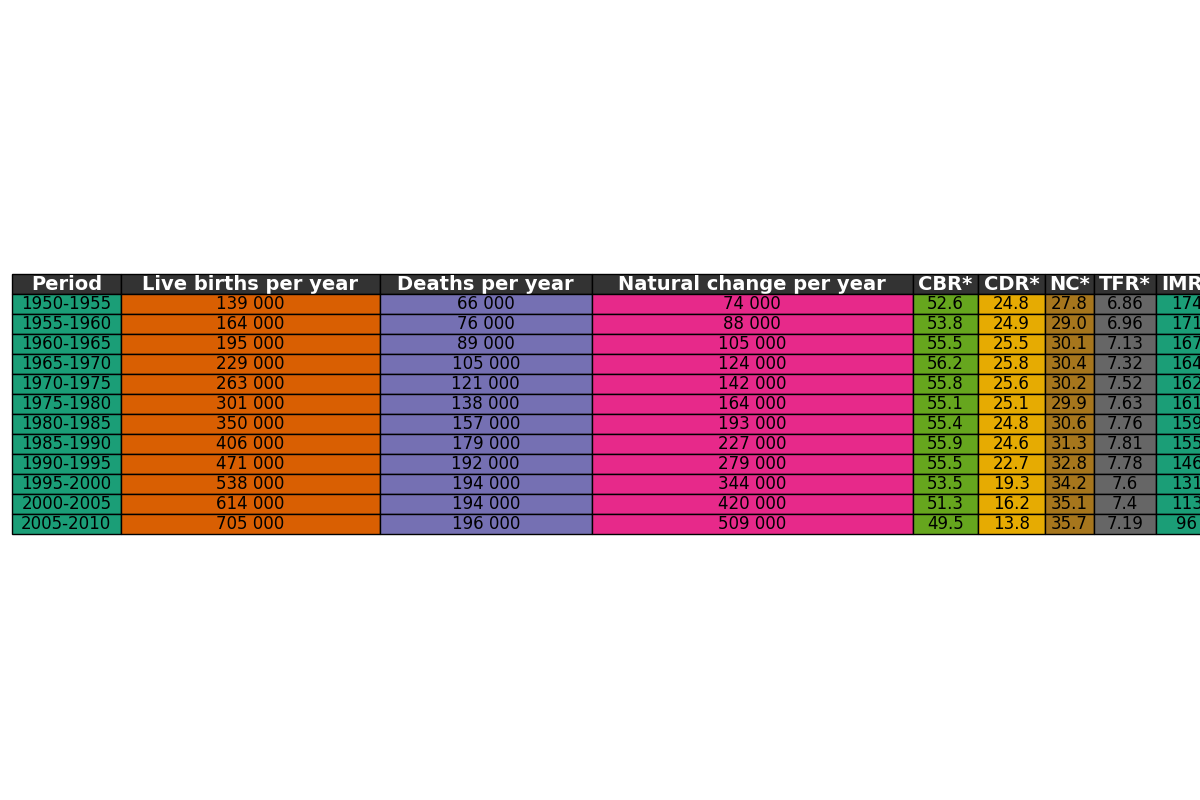 Period Live births per year Deaths per year Natural change per year CBR* CDR* NC* TFR* IMR
1950-1955 139 000 66 000 74 000 52.6 24.8 27.8 6.86 174
1955-1960 164 000 76 000 88 000 53.8 24.9 29.0 6.96 171
1960-1965 195 000 89 000 105 000 55.5 25.5 30.1 7.13 167
1965-1970 229 000 105 000 124 000 56.2 25.8 30.4 7.32 164
1970-1975 263 000 121 000 142 000 55.8 25.6 30.2 7.52 162
1975-1980 301 000 138 000 164 000 55.1 25.1 29.9 7.63 161
1980-1985 350 000 157 000 193 000 55.4 24.8 30.6 7.76 159
1985-1990 406 000 179 000 227 000 55.9 24.6 31.3 7.81 155
1990-1995 471 000 192 000 279 000 55.5 22.7 32.8 7.78 146
1995-2000 538 000 194 000 344 000 53.5 19.3 34.2 7.6 131
2000-2005 614 000 194 000 420 000 51.3 16.2 35.1 7.4 113
2005-2010 705 000 196 000 509 000 49.5 13.8 35.7 7.19 96